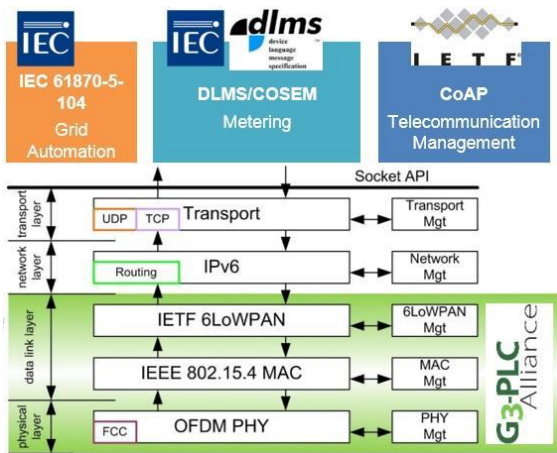 IEC
IEC
dlms
device
language
message
specification
I E T F®
IEC 61870-5-
104
Grid
Automation
DLMS/COSEM
Metering
CoAP
Telecommunication
Management
Socket API
transport
layer
UDP
TCP
Transport
Transport
Mgt
network
layer
Routing
IPv6
Network
Mgt
data link layer
IETF 6LoWPAN
6LoWPAN
Mgt
IEEE 802.15.4 MAC
MAC
Mgt
physical
layer
FCC
OFDM PHY
PHY
Mgt
G3-PLC
Alliance